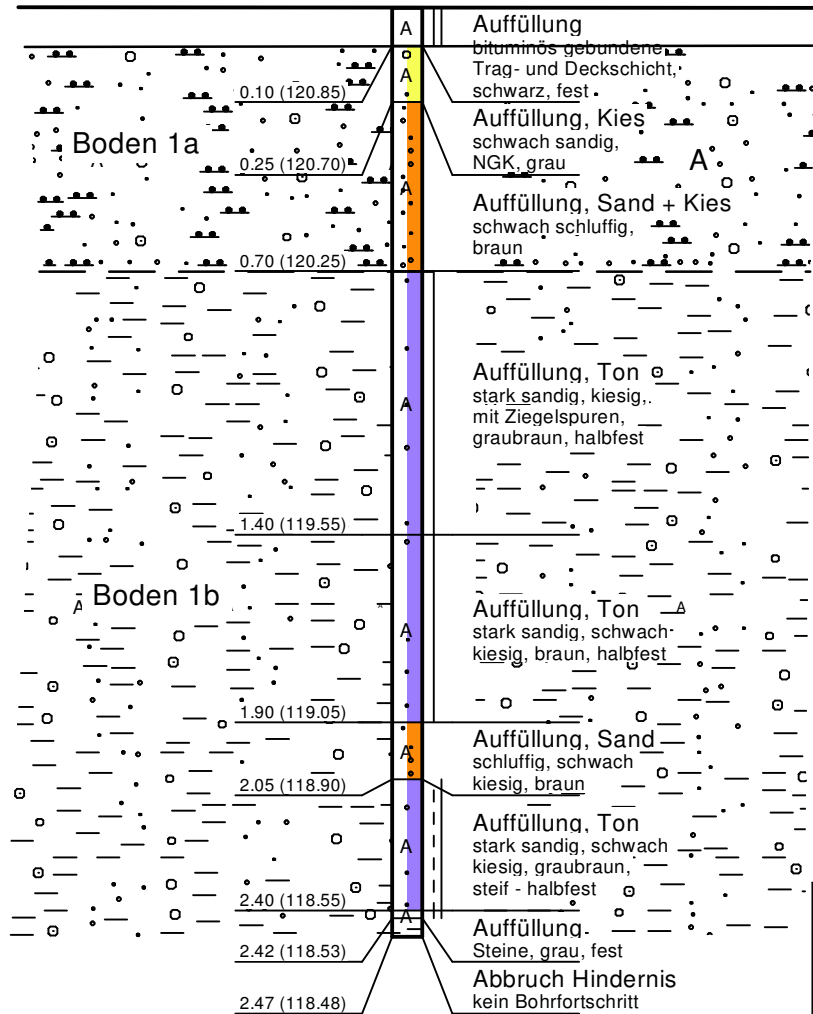 A
Auffüllung
bituminös gebundene
Trag- und Deckschicht,
schwarz, fest
A
0.10 (120.85)
Auffüllung, Kies
schwach sandig,
NGK, grau
Boden 1a
A
0.25 (120.70)
A
Auffüllung, Sand + Kies
schwach schluffig,
braun
0.70 (120.25)
Auffüllung, Ton
stark sandig, kiesig,
mit Ziegelspuren,
graubraun, halbfest
A
1.40 (119.55)
A
Boden 1b
Auffüllung, Ton
stark sandig, schwach
kiesig, braun, halbfest
A
A
1.90 (119.05)
Auffüllung, Sand
schluffig, schwach
kiesig, braun
A
2.05 (118.90)
Auffüllung, Ton
stark sandig, schwach
kiesig, graubraun,
steif - halbfest
A
2.40 (118.55)
A
Auffüllung
Steine, grau, fest
2.42 (118.53)
Abbruch Hindernis
kein Bohrfortschritt
2.47 (118.48)